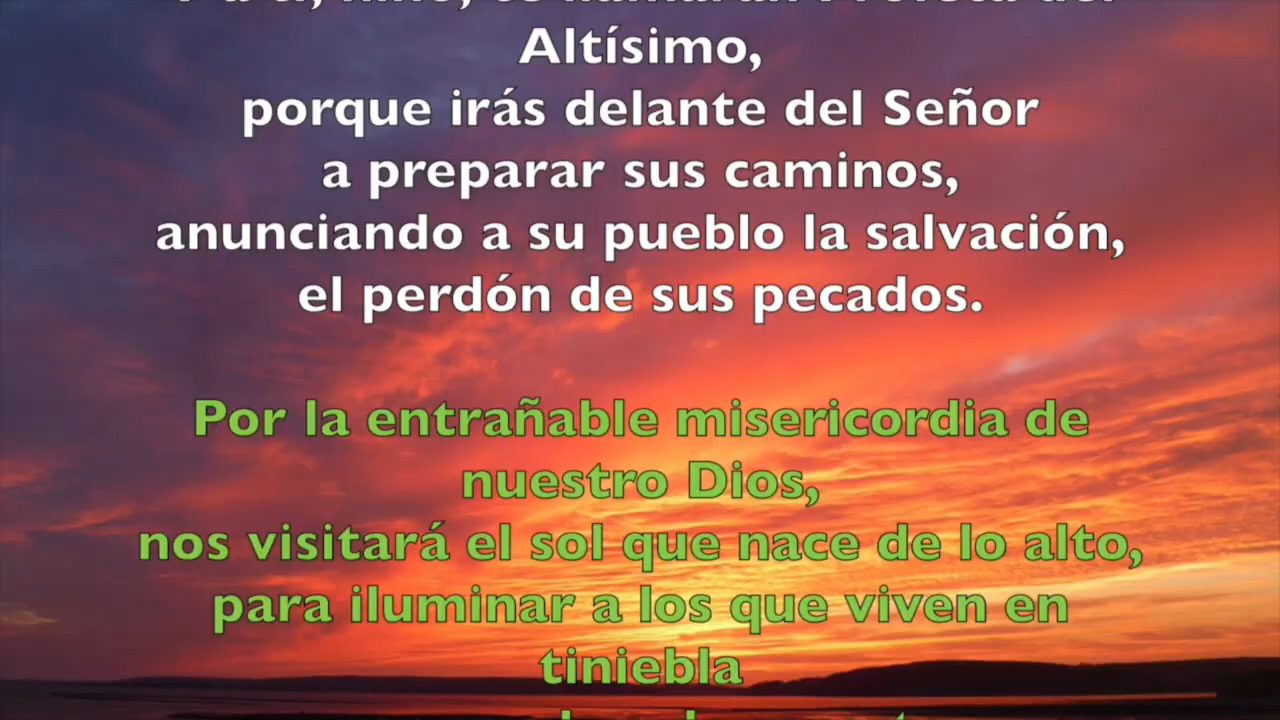 Altísimo,
porque irás delante del Señor
a preparar sus caminos,
anunciando a su pueblo la salvación,
el perdón de sus pecados.
Por la entrañable misericordia de
nuestro Dios,
nos visitará el sol que nace de lo alto,
para iluminar a los que viven en
tiniebla